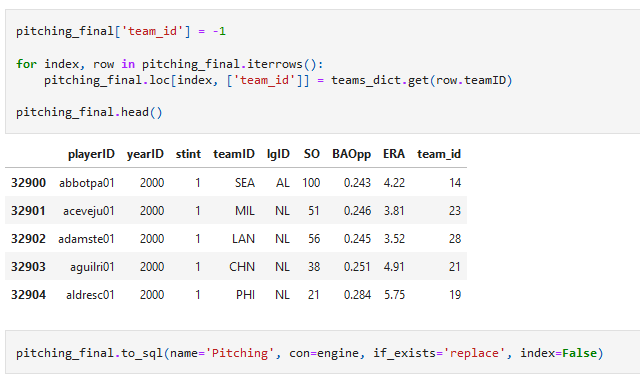 pitching_final['team_id'] = -1
for index, row in pitching_final.iterrows():
    pitching_final.loc[index, ['team_id']] = teams_dict.get(row.teamID)
pitching_final.head()
playerID yearID stint teamID lgID SO BAOpp ERA team_id
32900 abbotpa01 2000 1 SEA AL 100 0.243 4.22 14
32901 aceveju01 2000 1 MIL NL 51 0.246 3.81 23
32902 adamste01 2000 1 LAN NL 56 0.245 3.52 28
32903 aguilri01 2000 1 CHN NL 38 0.251 4.91 21
32904 aldresc01 2000 1 PHI NL 21 0.284 5.75 19
pitching_final.to_sql(name='Pitching', con=engine, if_exists='replace', index=False)